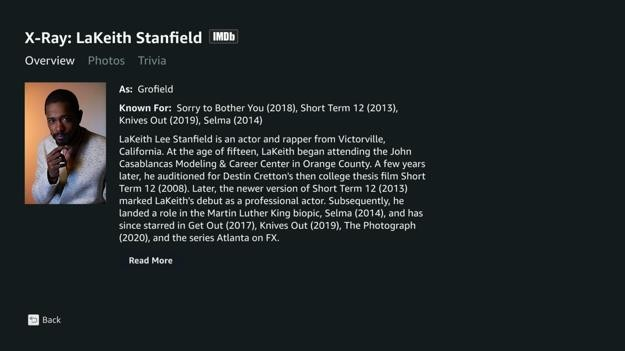 X-Ray: LaKeith Stanfield IMDb
Overview Photos Trivia
As: Grofield
Known For: Sorry to Bother You (2018), Short Term 12 (2013),
Knives Out (2019), Selma (2014)
LaKeith Lee Stanfield is an actor and rapper from Victorville,
California. At the age of fifteen, LaKeith began attending the John
Casablancas Modeling & Career Center in Orange County. A few years
later, he auditioned for Destin Cretton's then college thesis film Short
Term 12 (2008). Later, the newer version of Short Term 12 (2013)
marked LaKeith's debut as a professional actor. Subsequently, he
landed a role in the Martin Luther King biopic, Selma (2014), and has
since starred in Get Out (2017), Knives Out (2019), The Photograph
(2020), and the series Atlanta on FX.
Read More
Back